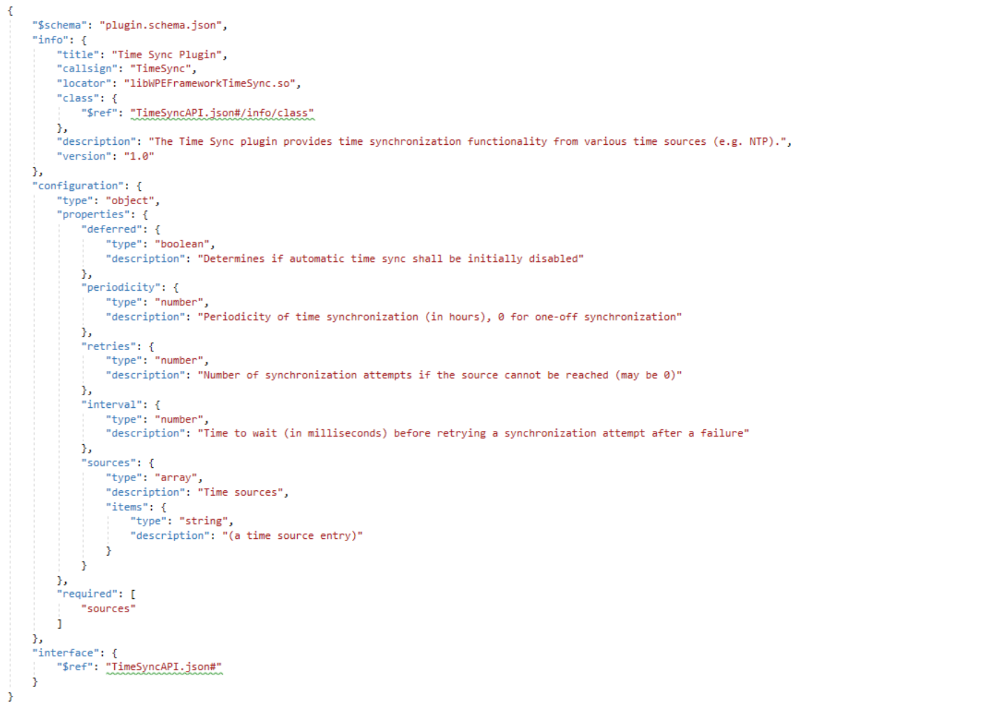 {
    "$schema": "plugin.schema.json",
    "info": {
        "title": "Time Sync Plugin",
        "callsign": "TimeSync",
        "locator": "libWPEFrameworkTimeSync.so",
        "class": {
            "$ref": "TimeSyncAPI.json#/info/class"
        },
        "description": "The Time Sync plugin provides time synchronization functionality from various time sources (e.g. NTP).",
        "version": "1.0"
    },
    "configuration": {
        "type": "object",
        "properties": {
            "deferred": {
                "type": "boolean",
                "description": "Determines if automatic time sync shall be initially disabled"
            },
            "periodicity": {
                "type": "number",
                "description": "Periodicity of time synchronization (in hours), 0 for one-off synchronization"
            },
            "retries": {
                "type": "number",
                "description": "Number of synchronization attempts if the source cannot be reached (may be 0)"
            },
            "interval": {
                "type": "number",
                "description": "Time to wait (in milliseconds) before retrying a synchronization attempt after a failure"
            },
            "sources": {
                "type": "array",
                "description": "Time sources",
                "items": {
                    "type": "string",
                    "description": "(a time source entry)"
                }
            }
        },
        "required": [
            "sources"
        ]
    },
    "interface": {
        "$ref": "TimeSyncAPI.json#"
    }
}